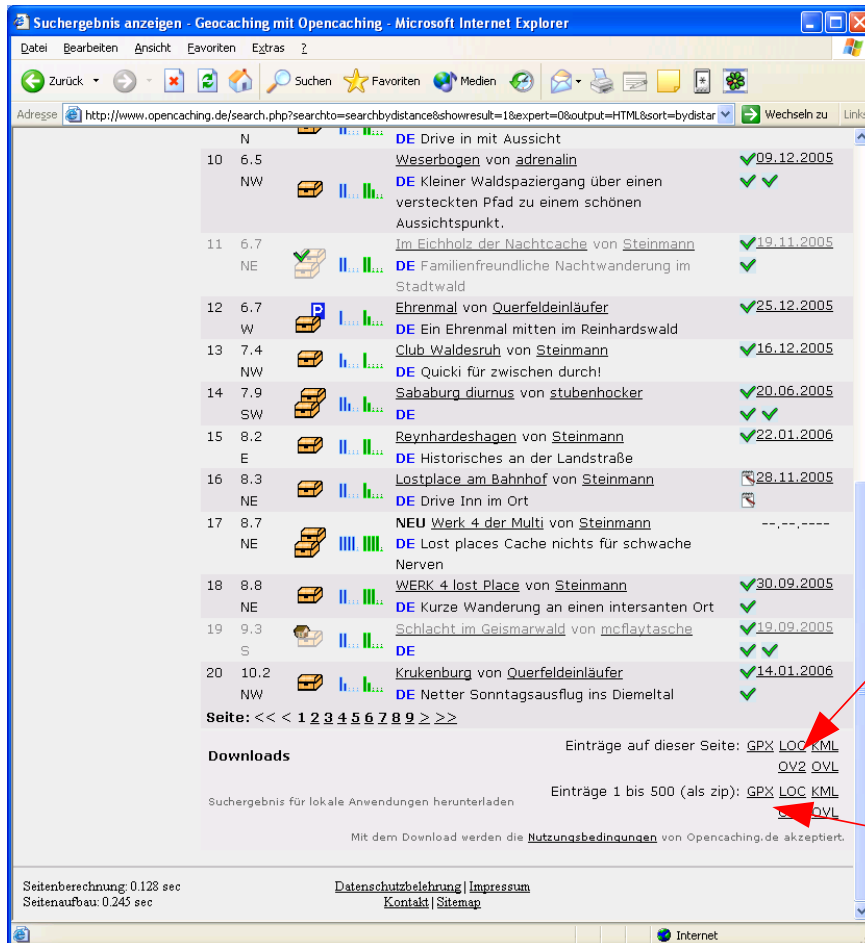 Suchergebnis anzeigen - Geocaching mit Opencaching - Microsoft Internet Explorer
Datei Bearbeiten Ansicht Favoriten Extras ?
Zurück Suchen Favoriten Medien
Adresse http://www.opencaching.de/search.php?searchto=searchbydistance&showresult=1&expert=0&output=HTML&sort=bydistar Wechseln zu Links
N DE Drive in mit Aussicht
10 6.5 Weserbogen von adrenalin 09.12.2005
NW DE Kleiner Waldspaziergang über einen
versteckten Pfad zu einem schönen
Aussichtspunkt.
11 6.7 Im Eichholz der Nachtcache von Steinmann 19.11.2005
NE DE Familienfreundliche Nachtwanderung im
Stadtwald
12 6.7 P Ehrenmal von Querfeldeinläufer 25.12.2005
W DE Ein Ehrenmal mitten im Reinhardswald
13 7.4 Club Waldesruh von Steinmann 16.12.2005
NW DE Quicki für zwischen durch!
14 7.9 Sababurg diurnus von stubenhocker 20.06.2005
SW DE
15 8.2 Reynhardeshagen von Steinmann 22.01.2006
E DE Historisches an der Landstraße
16 8.3 Lostplace am Bahnhof von Steinmann 28.11.2005
NE DE Drive Inn im Ort
17 8.7 NEU Werk 4 der Multi von Steinmann --.--.----
NE DE Lost places Cache nichts für schwache
Nerven
18 8.8 WERK 4 lost Place von Steinmann 30.09.2005
NE DE Kurze Wanderung an einen intersanten Ort
19 9.3 Schlacht im Geismarwald von mcflaytasche 19.09.2005
S DE
20 10.2 Krukenburg von Querfeldeinläufer 14.01.2006
NW DE Netter Sonntagsausflug ins Diemeltal
Seite: << < 1 2 3 4 5 6 7 8 9 > >>
Downloads Einträge auf dieser Seite: GPX LOC KML
OV2 OVL
Suchergebnis für lokale Anwendungen herunterladen Einträge 1 bis 500 (als zip): GPX LOC KML
OVL
Mit dem Download werden die Nutzungsbedingungen von Opencaching.de akzeptiert.
Seitenberechnung: 0.128 sec Datenschutzbelehrung | Impressum
Seitenaufbau: 0.245 sec Kontakt | Sitemap
Internet